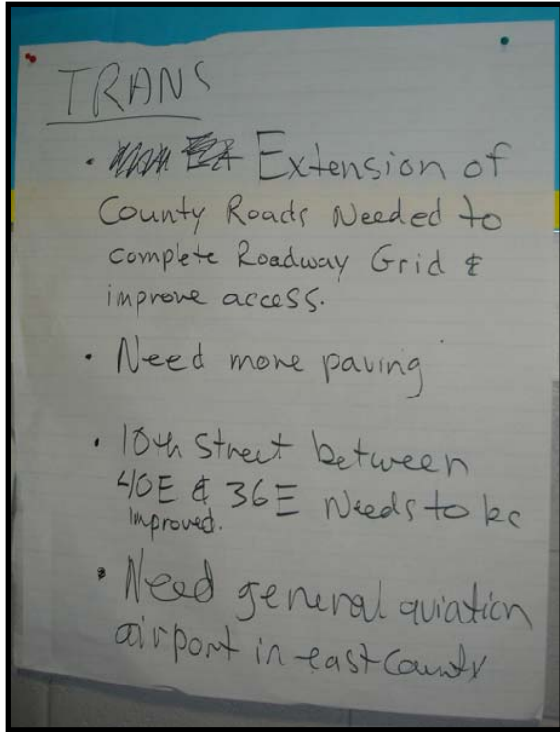 TRANS
• Extension of
County Roads Needed to
complete Roadway Grid &
improve access.
• Need more paving
• 10th Street between
40E & 36E Needs to be
Improved.
• Need general aviation
airport in east County